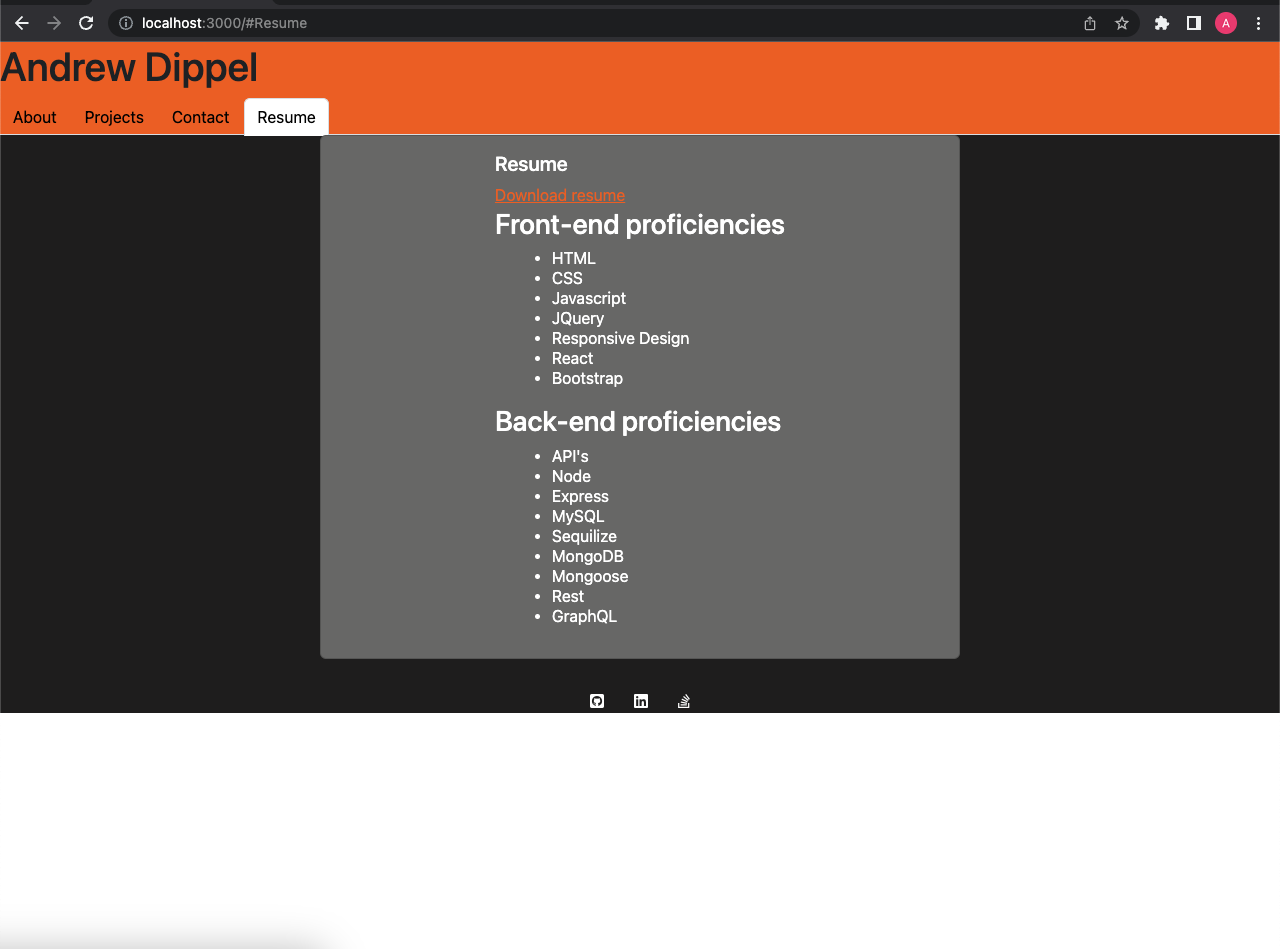 localhost:3000/#Resume
A
Andrew Dippel
About Projects Contact Resume
Resume
Download resume
Front-end proficiencies
• HTML
• CSS
• Javascript
• JQuery
• Responsive Design
• React
• Bootstrap
Back-end proficiencies
• API's
• Node
• Express
• MySQL
• Sequilize
• MongoDB
• Mongoose
• Rest
• GraphQL
in